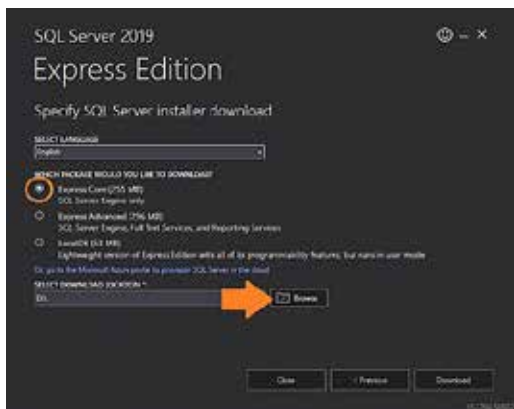 SQL Server 2019
Express Edition
Specify SQL Server installer download
SELECT LANGUAGE
English
WHICH PACKAGE WOULD YOU LIKE TO DOWNLOAD?
Express Core (255 MB)
SQL Server Engine only
Express Advanced (796 MB)
SQL Server Engine, Full Text Services, and Reporting Services
LocalDB (53 MB)
Lightweight version of Express Edition with all of its programmability features, but runs in user mode
Or, go to the Microsoft Azure portal to provision SQL Server in the cloud
SELECT DOWNLOAD LOCATION *
Browse
Close
< Previous
Download